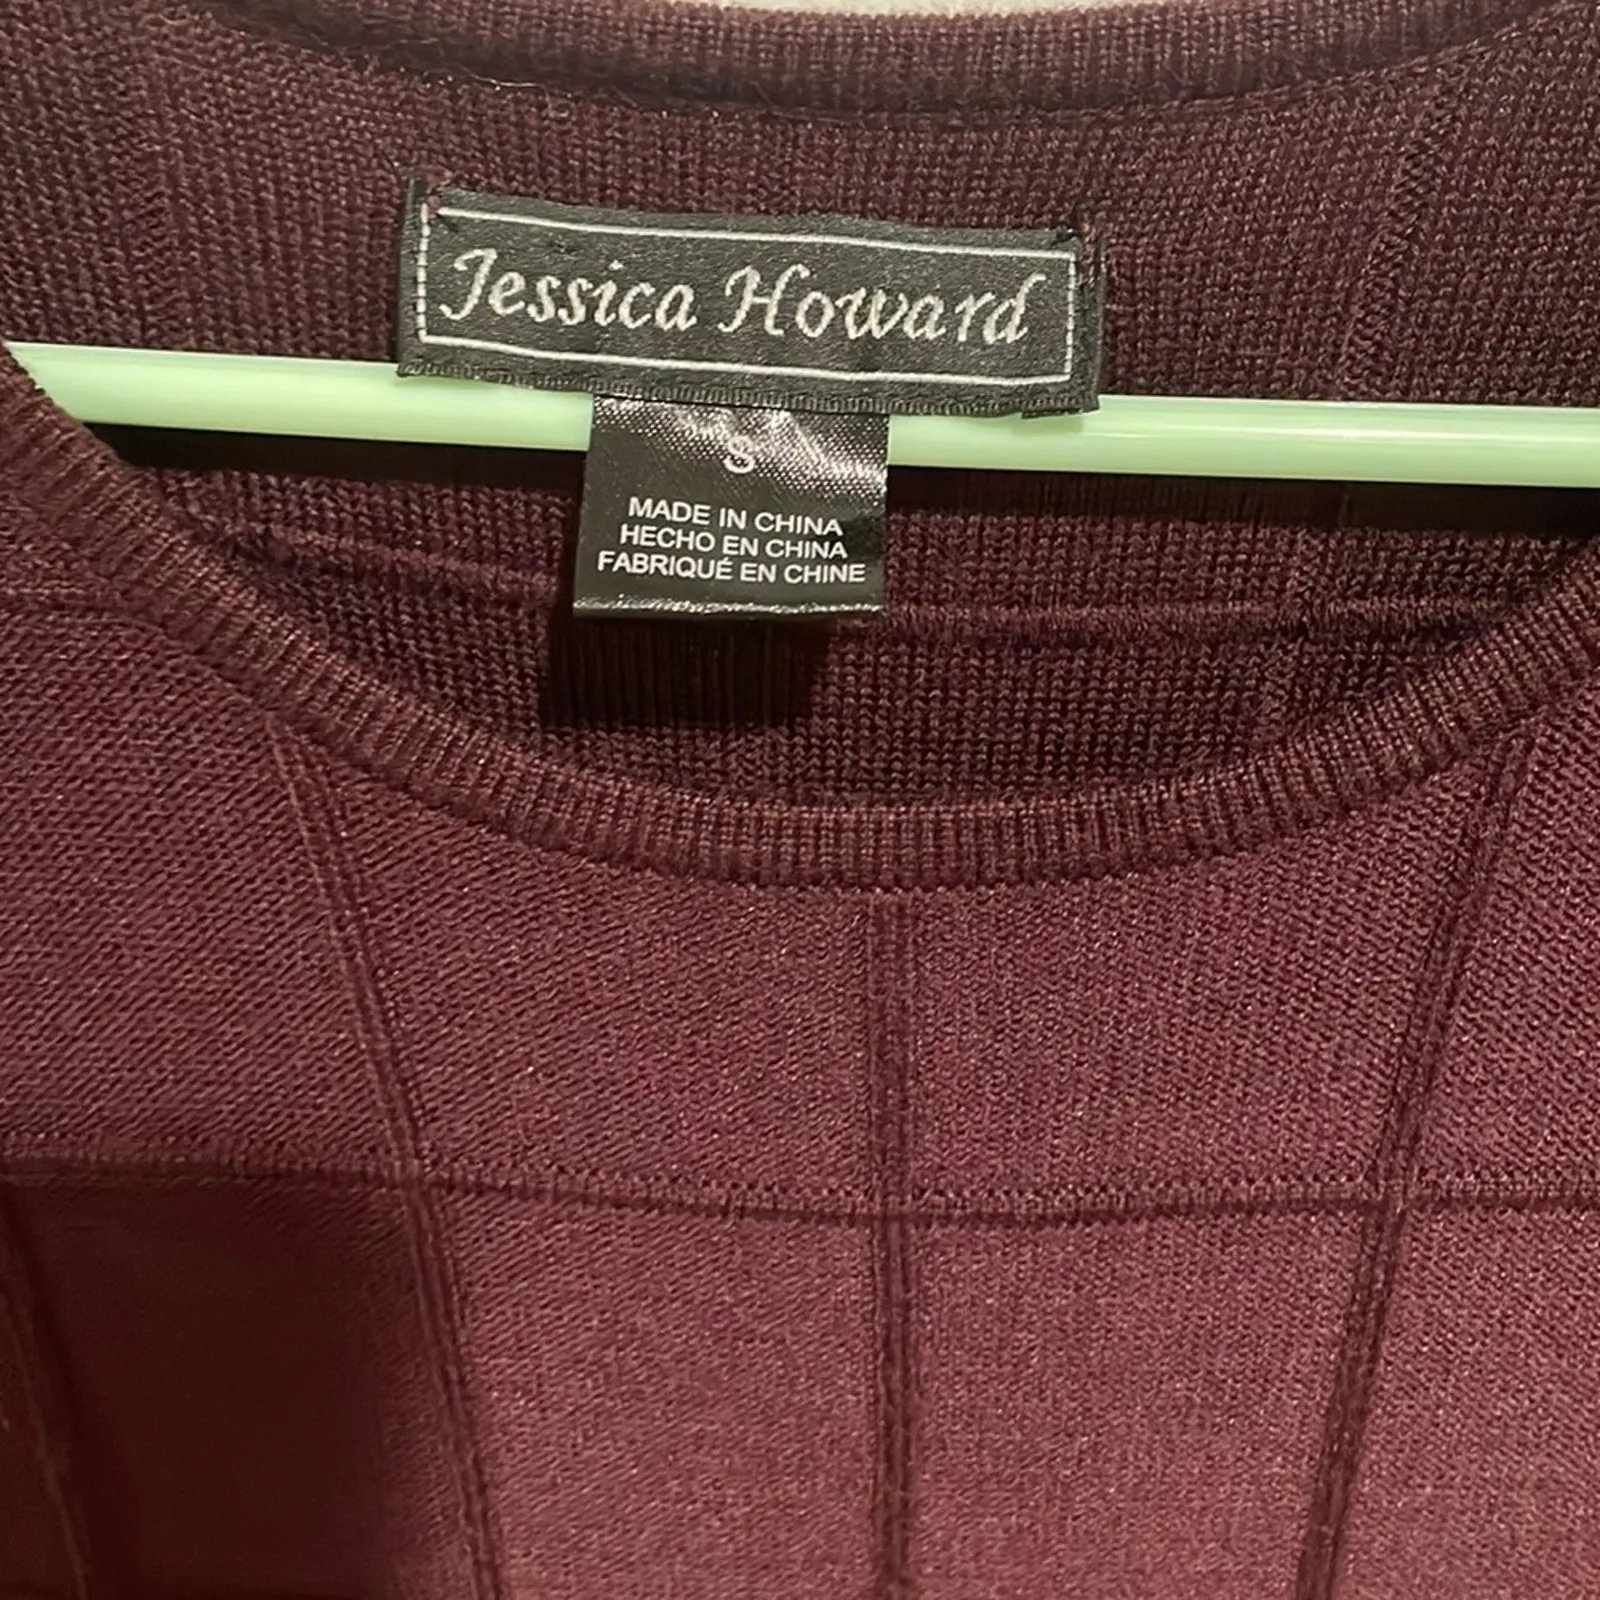 Jessica Howard
S
MADE IN CHINA
HECHO EN CHINA
FABRIQUÉ EN CHINE